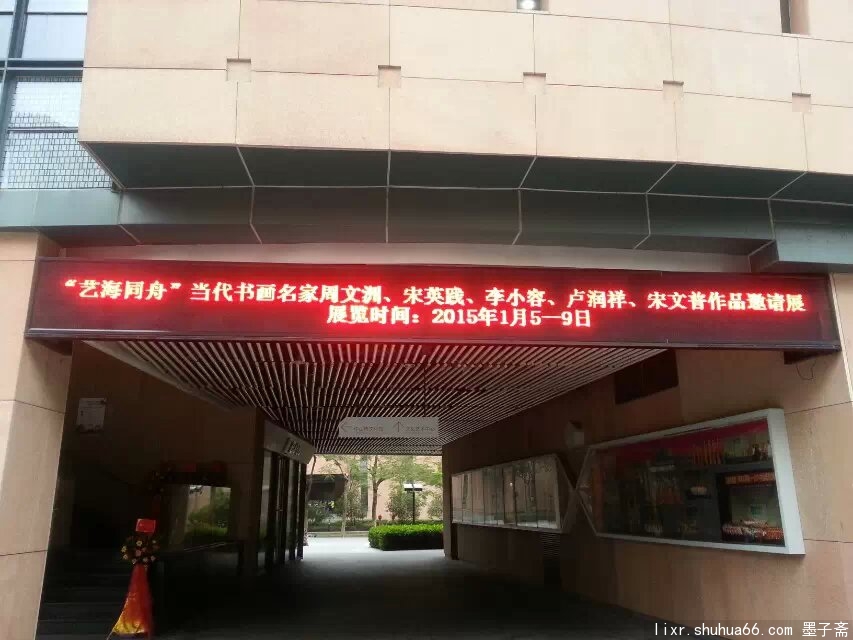 “艺海同舟”当代书画名家周文渊、宋英践、李小容、卢润祥、宋文普作品邀请展
展览时间：2015年1月5—9日
lixr.shuhua66.com 墨子斋